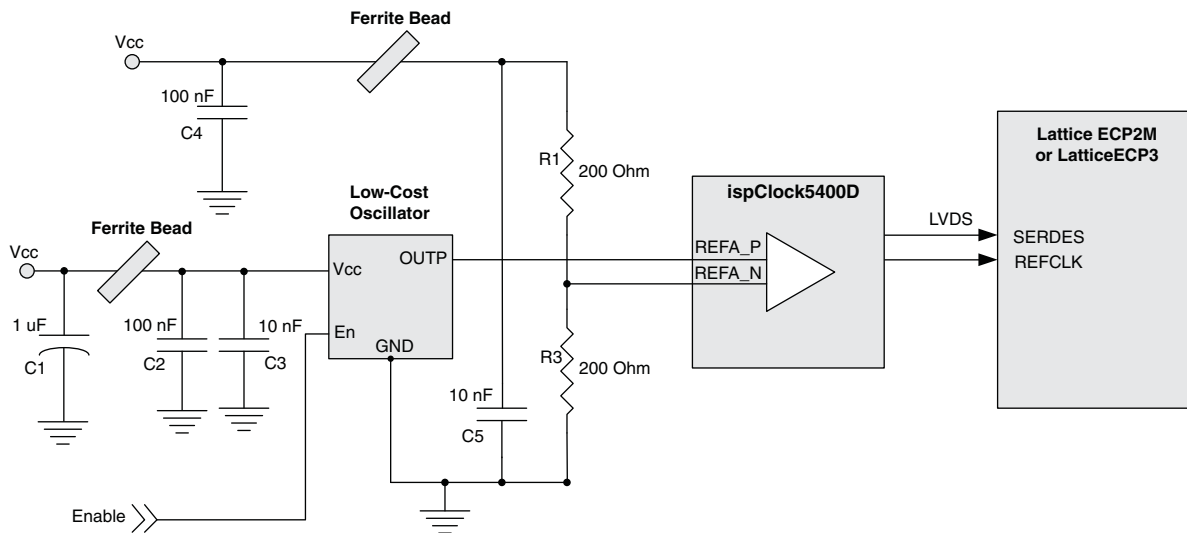 Ferrite Bead
Vcc
100 nF
C4
R1
200 Ohm
Lattice ECP2M
or LatticeECP3
Low-Cost
Oscillator
ispClock5400D
Ferrite Bead
Vcc
LVDS
OUTP
REFA_P
SERDES
Vcc
REFA_N
REFCLK
1 uF
100 nF
10 nF
En
GND
C1
C2
C3
R3
200 Ohm
10 nF
C5
Enable